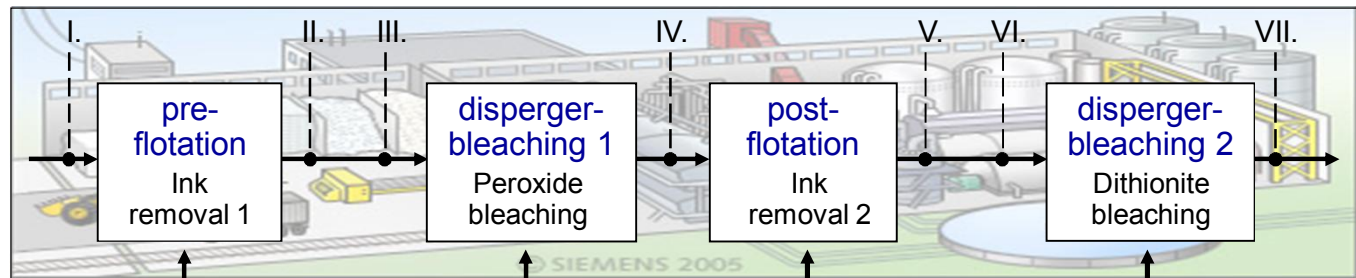 I. II. III. IV. V. VI. VII.
pre-
flotation
Ink
removal 1
disperger-
bleaching 1
Peroxide
bleaching
post-
flotation
Ink
removal 2
disperger-
bleaching 2
Dithionite
bleaching
© SIEMENS 2005